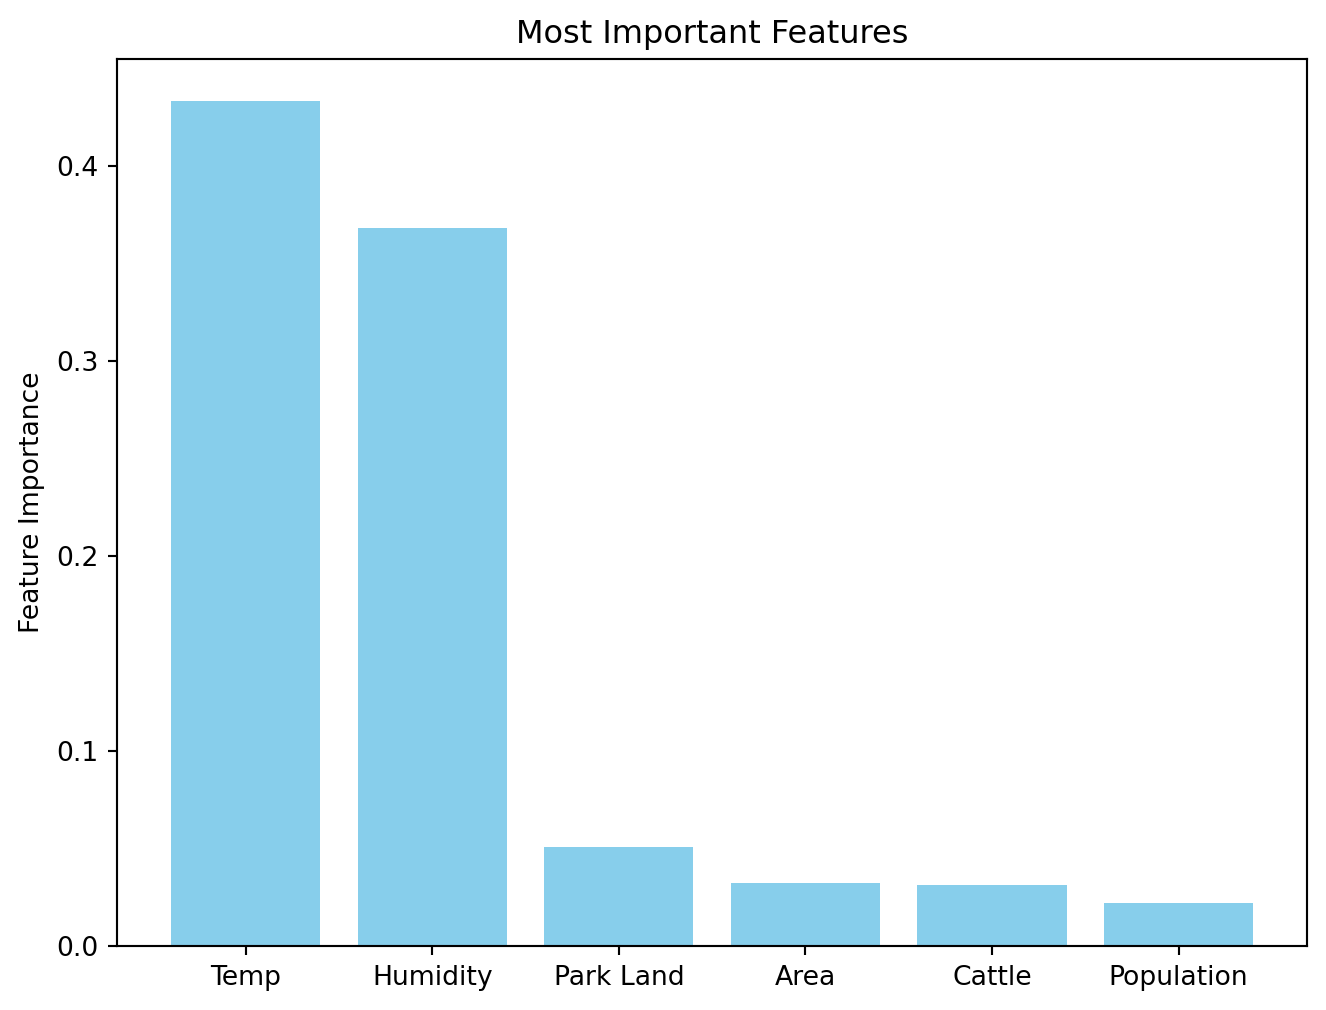 Most Important Features
Feature Importance
0.4
0.3
0.2
0.1
0.0
Temp Humidity Park Land Area Cattle Population